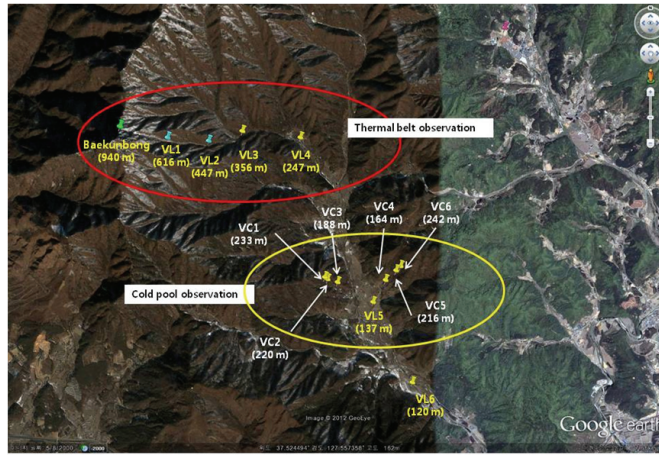 Thermal belt observation
Baekunbong
(940 m)
VL1
(616 m)
VL2
(447 m)
VL3
(356 m)
VL4
(247 m)
VC1
(233 m)
VC3
(188 m)
VC4
(164 m)
VC6
(242 m)
Cold pool observation
VL5
(137 m)
VC5
(216 m)
VC2
(220 m)
VL6
(120 m)
Image © 2012 GeoEye
Google earth